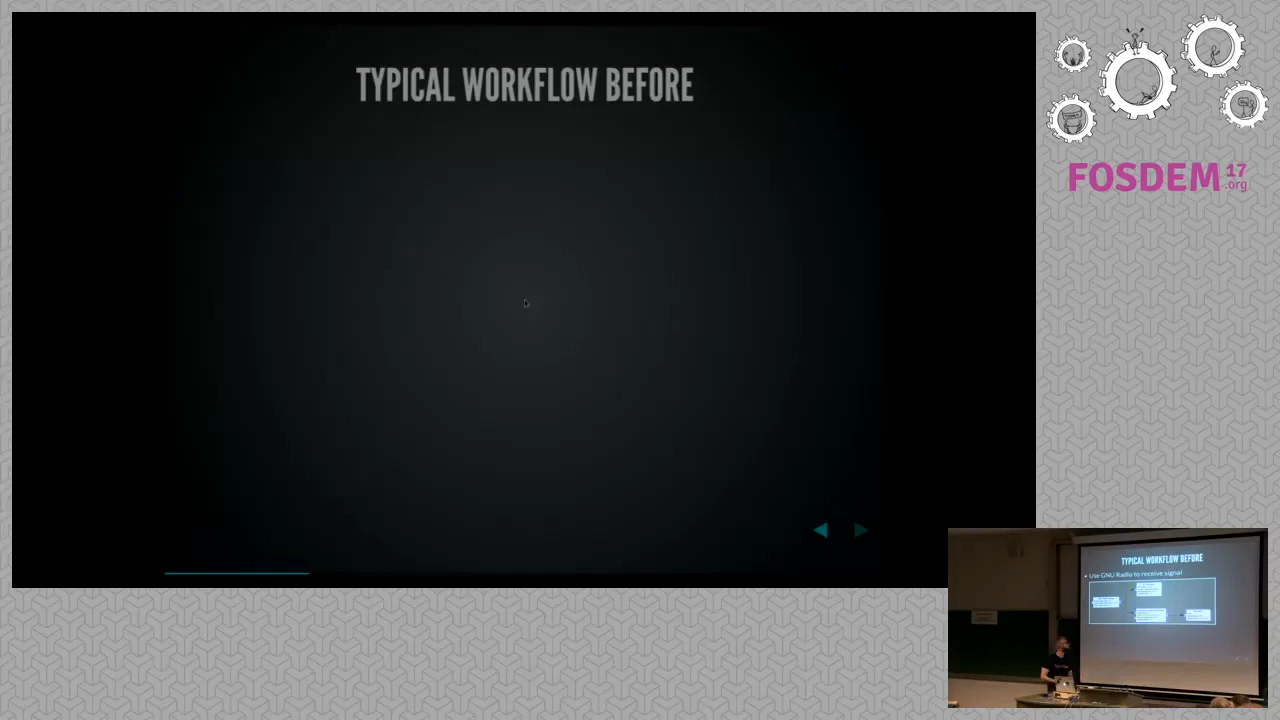 TYPICAL WORKFLOW BEFORE
FOSDEM 17
.org
TYPICAL WORKFLOW BEFORE
Use GNU Radio to receive signal